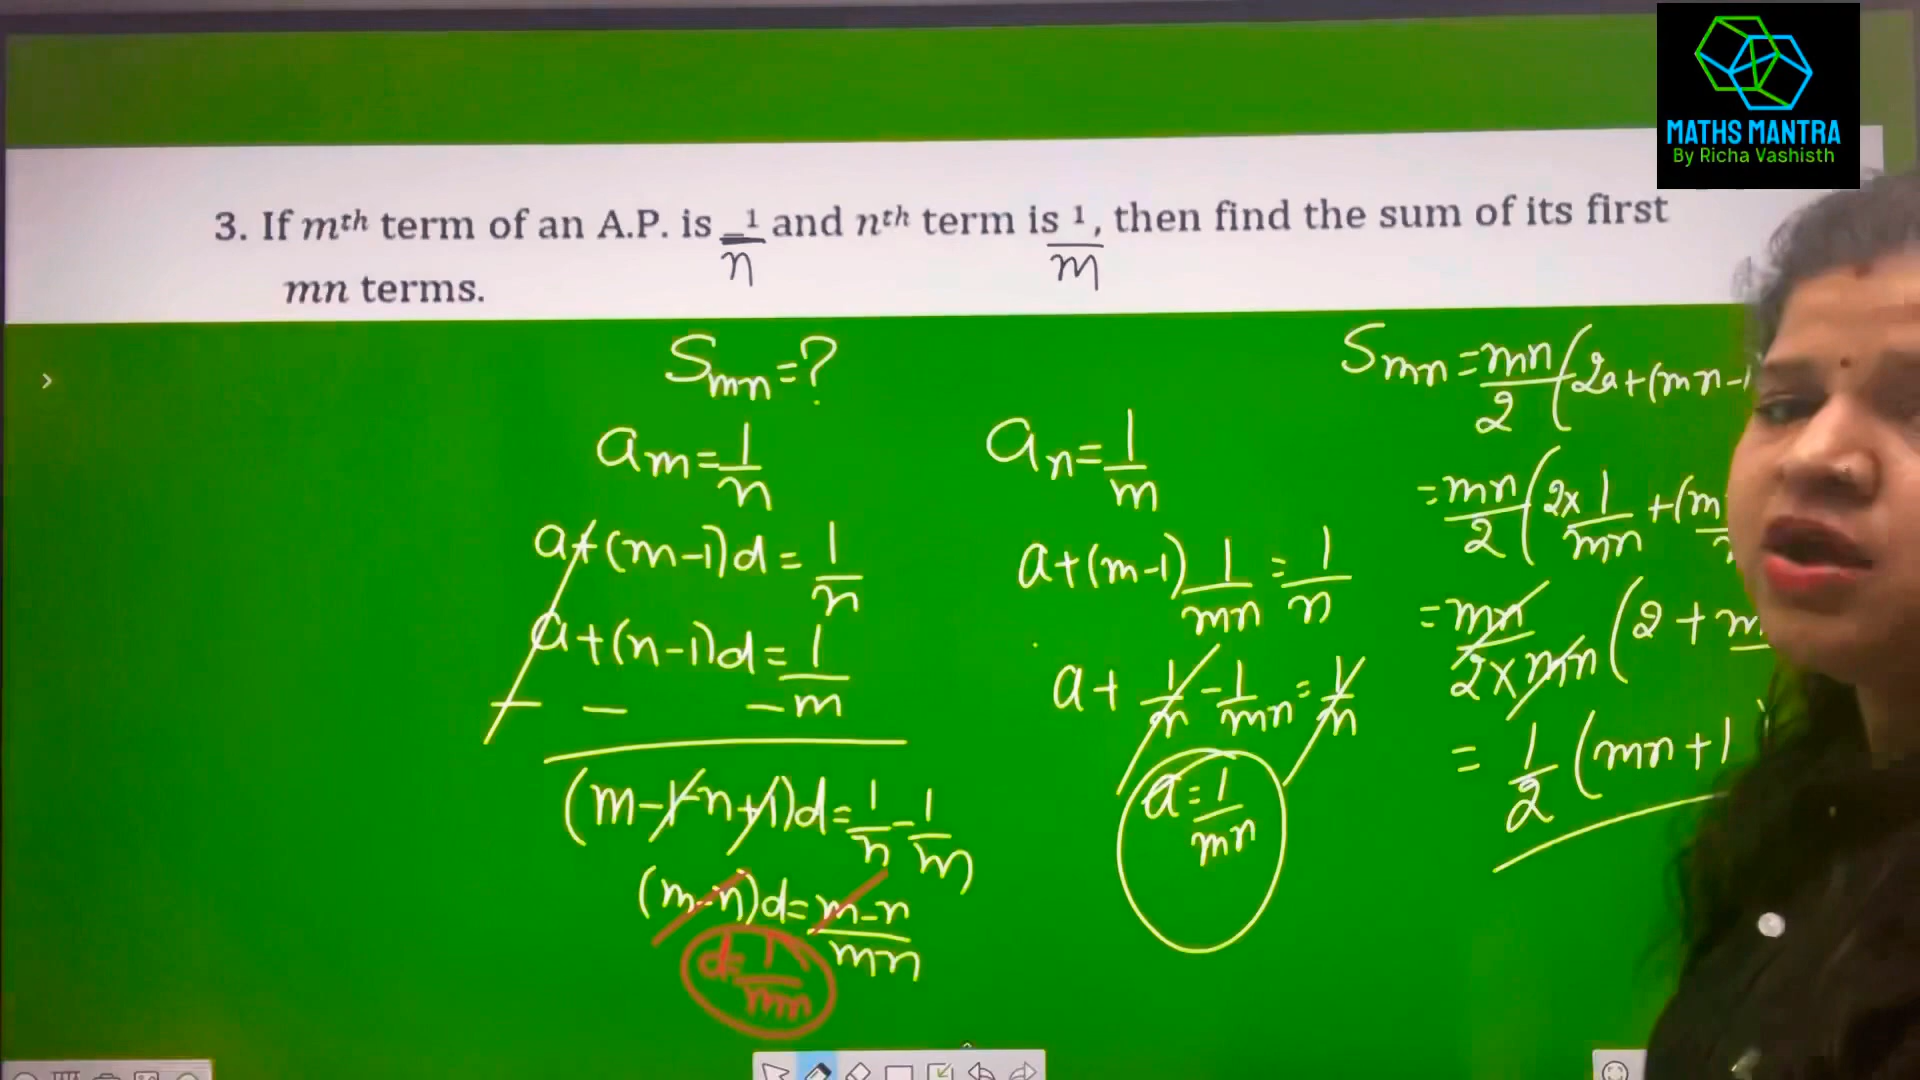 MATHS MANTRA
By Richa Vashisth
3. If mᵗʰ term of an A.P. is 1/n and nᵗʰ term is 1/m, then find the sum of its first
mn terms.
Sₘₙ = ?
aₘ = 1/n
a + (m-1)d = 1/n
a + (n-1)d = 1/m
- - -
(m-1-n+1)d = 1/n - 1/m
(m-n)d = m-n/mn
d = 1/mn
aₙ = 1/m
a + (m-1) 1/mn = 1/n
a + 1/n - 1/mn = 1/n
a = 1/mn
Sₘₙ = mn/2 (2a + (mn-1
= mn/2 (2x 1/mn + (m
= mn/2xmn (2 + m
= 1/2 (mn+1